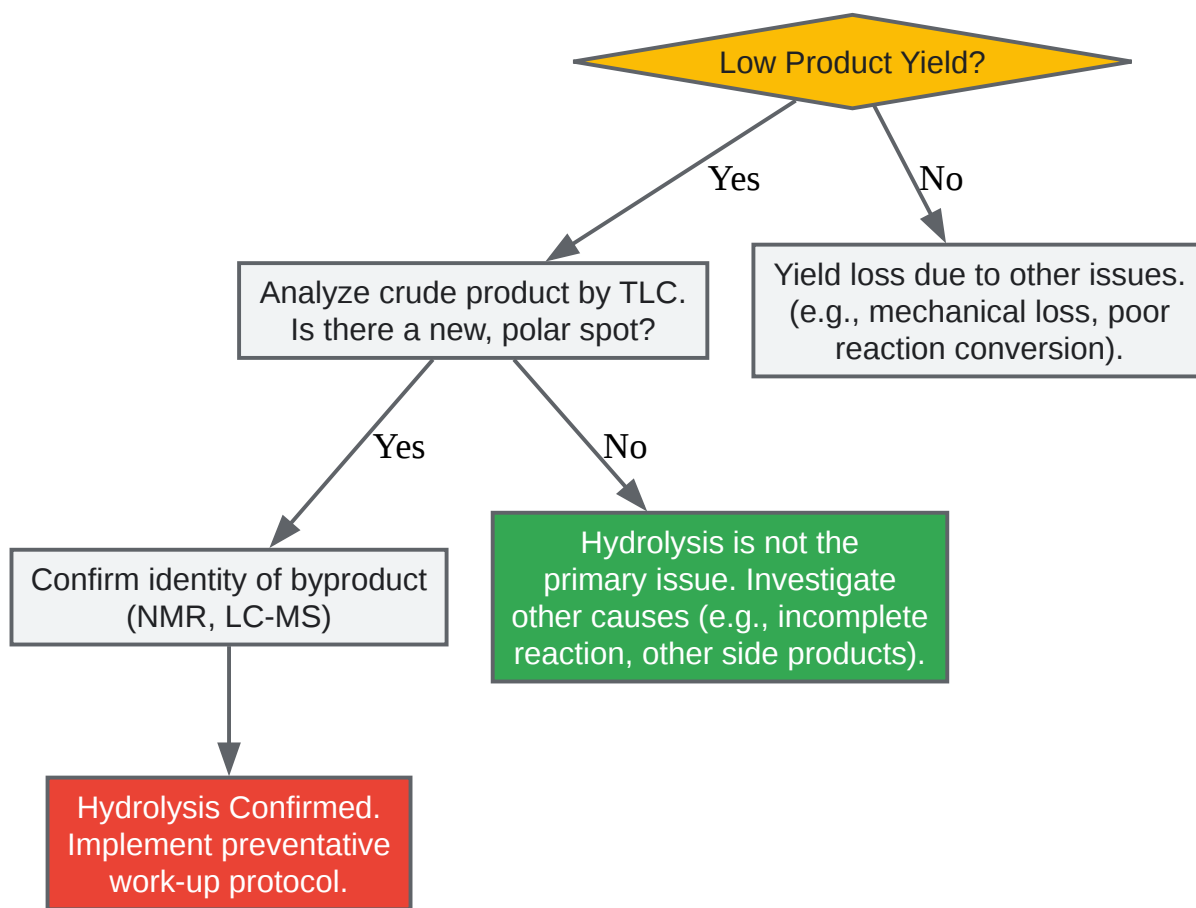 Low Product Yield?
Yes
No
Analyze crude product by TLC.
Is there a new, polar spot?
Yield loss due to other issues.
(e.g., mechanical loss, poor
reaction conversion).
Yes
No
Confirm identity of byproduct
(NMR, LC-MS)
Hydrolysis is not the
primary issue. Investigate
other causes (e.g., incomplete
reaction, other side products).
Hydrolysis Confirmed.
Implement preventative
work-up protocol.